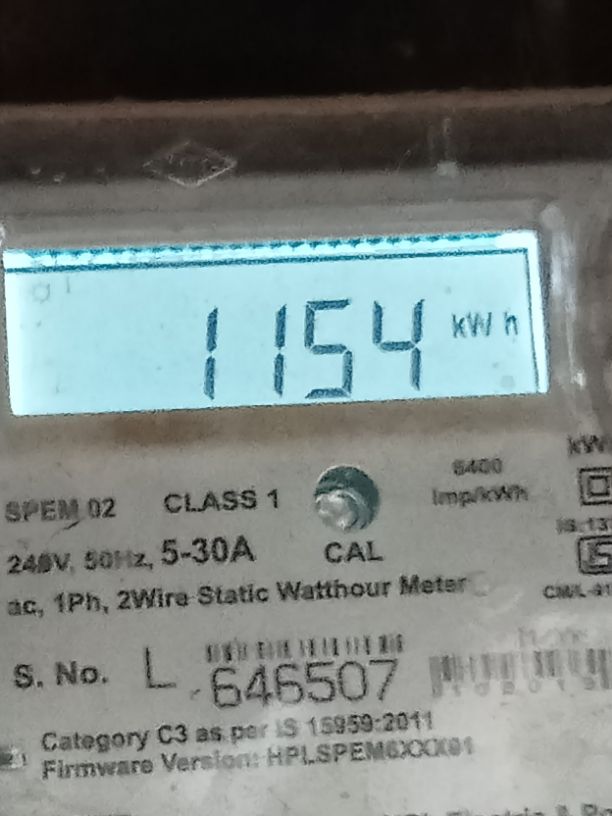 1154 kWh
SPEM 02 CLASS 1 6400
Imp/kWh
240V, 50Hz, 5-30A CAL
ac, 1Ph, 2Wire Static Watthour Meter
S. No. L 646507
Category C3 as per IS 15959:2011
Firmware Version: HPLSPEM6XXX01